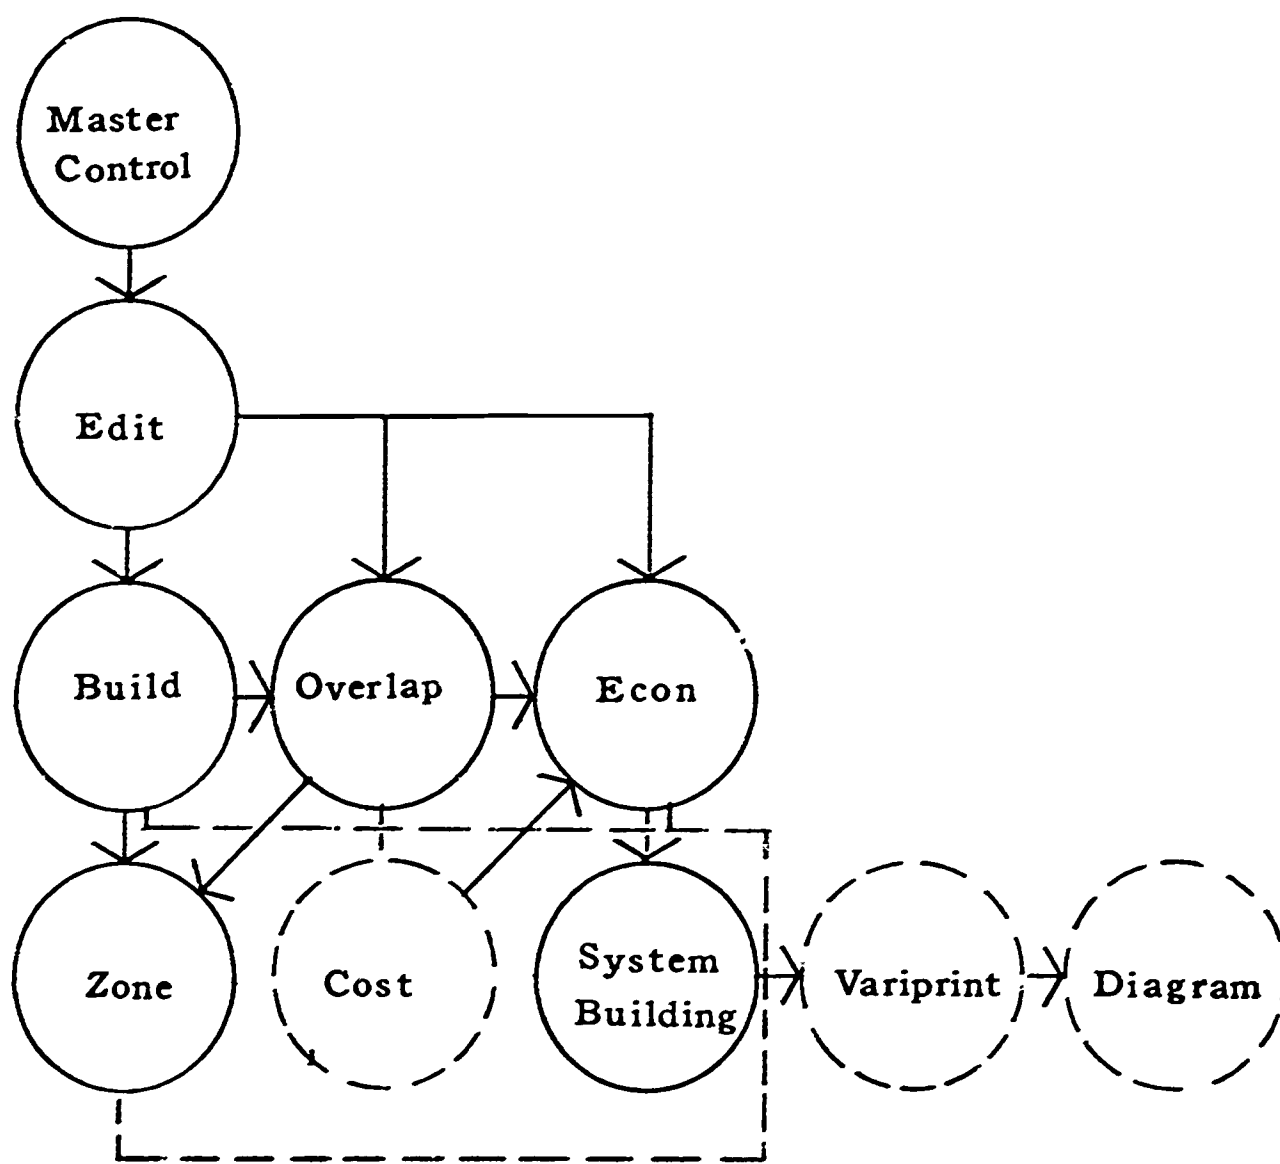 Master
Control
Edit
Build
Overlap
Econ
Zone
Cost
System
Building
Variprint
Diagram